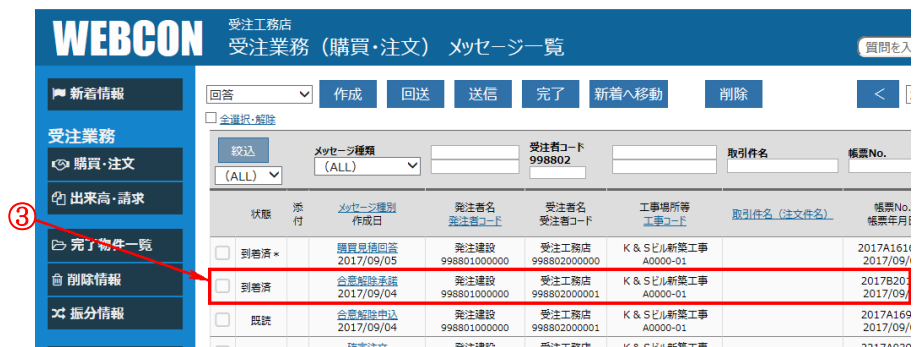 WEBCON
受注工務店
受注業務（購買・注文） メッセージ一覧
質問を入
新着情報
受注業務
購買・注文
出来高・請求
完了物件一覧
削除情報
振分情報
③
回答
作成
回送
送信
完了
新着へ移動
削除
<
全選択・解除
絞込
(ALL)
メッセージ種類
(ALL)
受注者コード
998802
取引件名
帳票No.
状態 添付 メッセージ種別 発注者名 受注者名 工事場所等 取引件名（注文件名） 帳票No.
作成日 発注者コード 受注者コード 工事コード 帳票年月
到着済* 購買見積回答 発注建設 受注工務店 K & Sビル新築工事 2017A161
2017/09/05 998801000000 998802000000 A0000-01 2017/09/
到着済 合意解除承諾 発注建設 受注工務店 K & Sビル新築工事 2017B201
2017/09/04 998801000000 998802000001 A0000-01 2017/09/
既読 合意解除申込 発注建設 受注工務店 K & Sビル新築工事 2017A169
2017/09/04 998801000000 998802000001 A0000-01 2017/09/